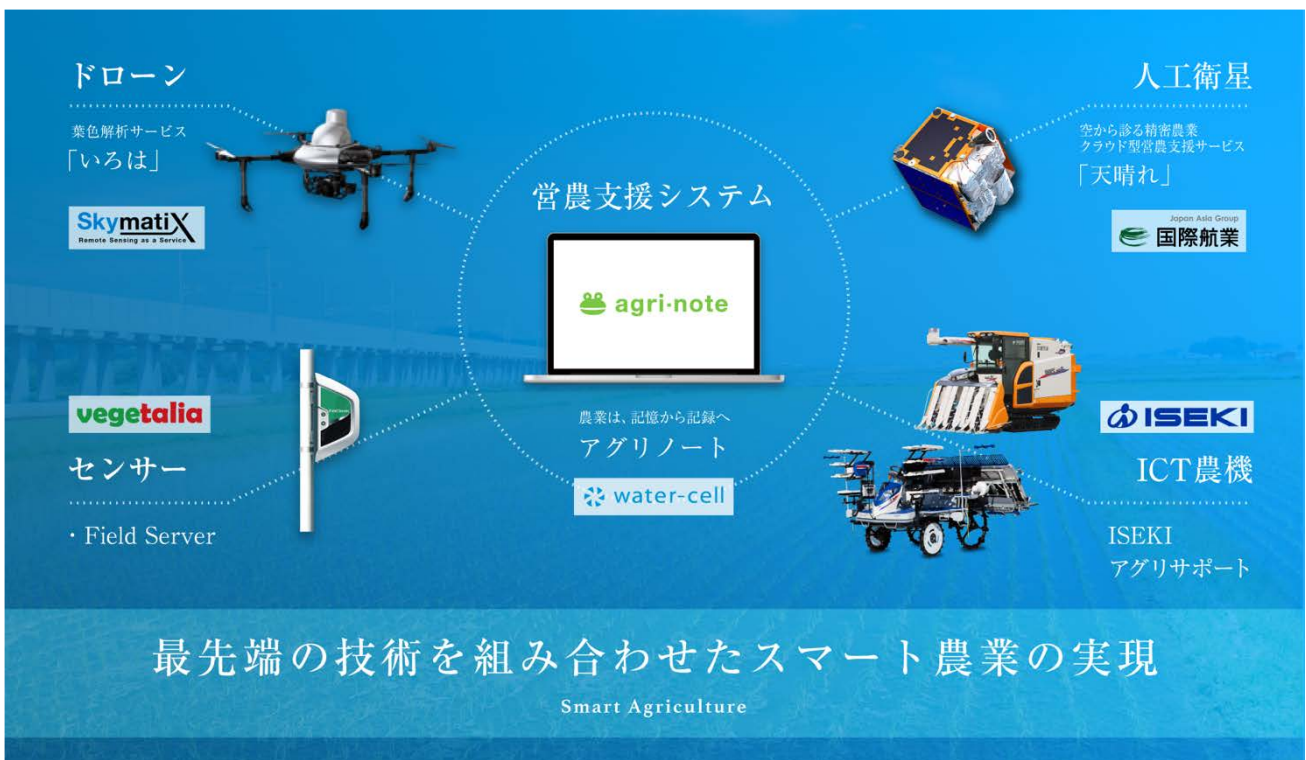 ドローン
葉色解析サービス
「いろは」
SkymatiX
Remote Sensing as a Service
人工衛星
空から診る精密農業
クラウド型営農支援サービス
「天晴れ」
Japan Asia Group
国際航業
営農支援システム
agri-note
農業は、記憶から記録へ
アグリノート
water-cell
vegetalia
センサー
・Field Server
ISEKI
ICT農機
ISEKI
アグリサポート
最先端の技術を組み合わせたスマート農業の実現
Smart Agriculture